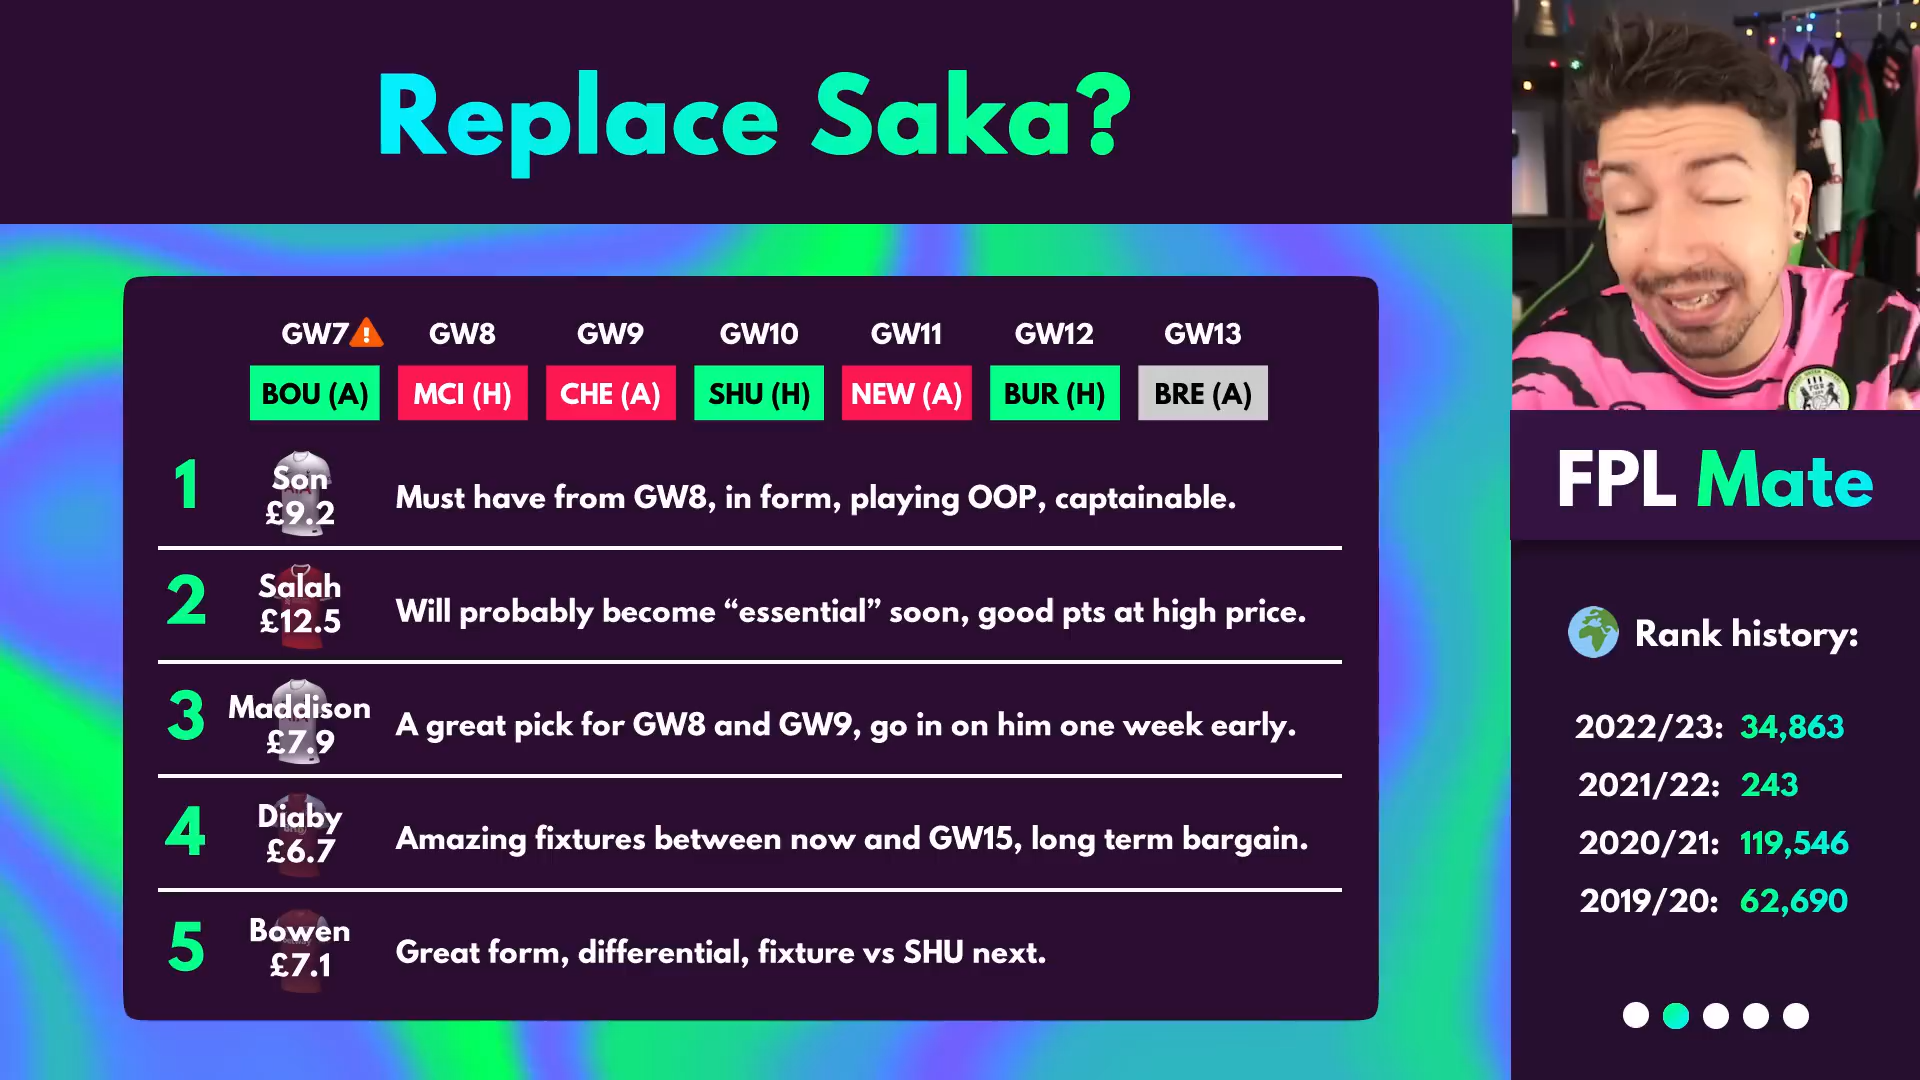 Replace Saka?
GW7 GW8 GW9 GW10 GW11 GW12 GW13
BOU (A) MCI (H) CHE (A) SHU (H) NEW (A) BUR (H) BRE (A)
1 Son £9.2 Must have from GW8, in form, playing OOP, captainable.
2 Salah £12.5 Will probably become “essential” soon, good pts at high price.
3 Maddison £7.9 A great pick for GW8 and GW9, go in on him one week early.
4 Diaby £6.7 Amazing fixtures between now and GW15, long term bargain.
5 Bowen £7.1 Great form, differential, fixture vs SHU next.
FPL Mate
Rank history:
2022/23: 34,863
2021/22: 243
2020/21: 119,546
2019/20: 62,690